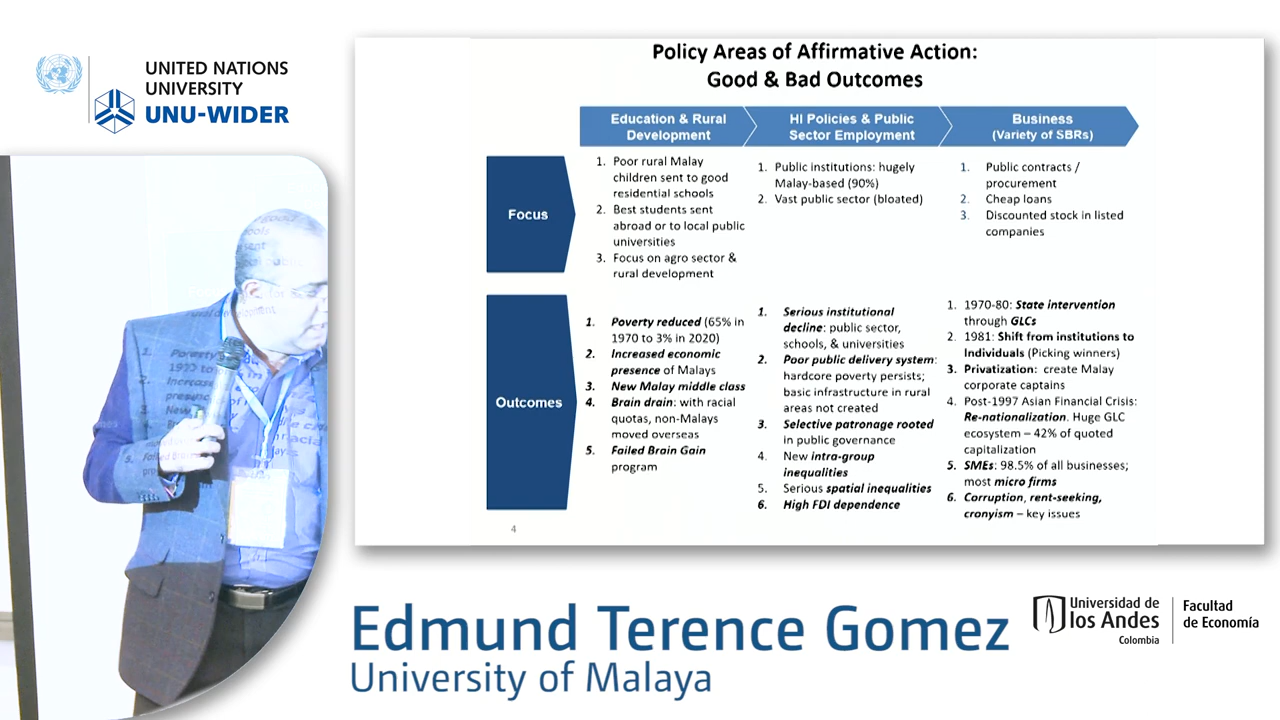 UNITED NATIONS
UNIVERSITY
UNU-WIDER
Policy Areas of Affirmative Action:
Good & Bad Outcomes
Education & Rural
Development
HI Policies & Public
Sector Employment
Business
(Variety of SBRs)
Focus
1. Poor rural Malay
children sent to good
residential schools
2. Best students sent
abroad or to local public
universities
3. Focus on agro sector &
rural development
1. Public institutions: hugely
Malay-based (90%)
2. Vast public sector (bloated)
1. Public contracts /
procurement
2. Cheap loans
3. Discounted stock in listed
companies
Outcomes
1. Poverty reduced (65% in
1970 to 3% in 2020)
2. Increased economic
presence of Malays
3. New Malay middle class
4. Brain drain: with racial
quotas, non-Malays
moved overseas
5. Failed Brain Gain
program
1. Serious institutional
decline: public sector,
schools, & universities
2. Poor public delivery system:
hardcore poverty persists;
basic infrastructure in rural
areas not created
3. Selective patronage rooted
in public governance
4. New intra-group
inequalities
5. Serious spatial inequalities
6. High FDI dependence
1. 1970-80: State intervention
through GLCs
2. 1981: Shift from institutions to
Individuals (Picking winners)
3. Privatization: create Malay
corporate captains
4. Post-1997 Asian Financial Crisis:
Re-nationalization. Huge GLC
ecosystem – 42% of quoted
capitalization
5. SMEs: 98.5% of all businesses;
most micro firms
6. Corruption, rent-seeking,
cronyism – key issues
4
Edmund Terence Gomez
University of Malaya
Universidad de
los Andes
Colombia
Facultad
de Economía